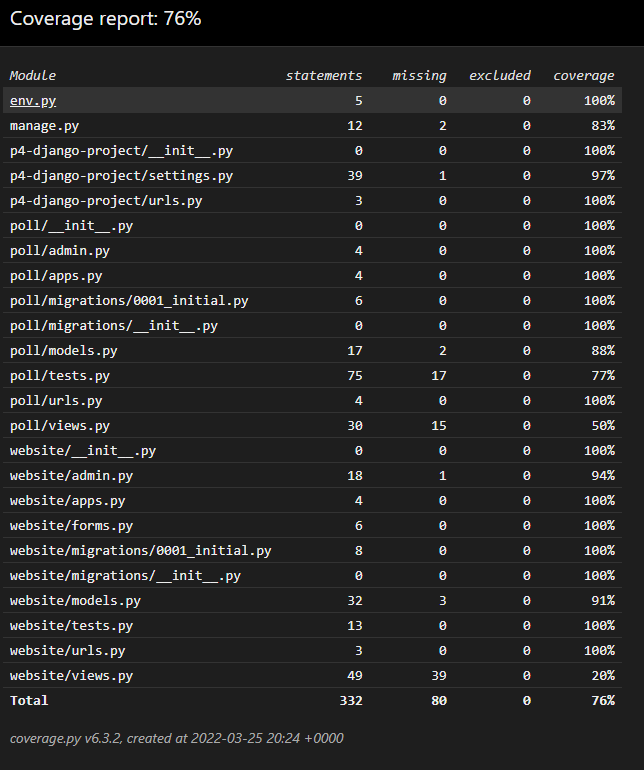 Coverage report: 76%
Module statements missing excluded coverage
env.py 5 0 0 100%
manage.py 12 2 0 83%
p4-django-project/__init__.py 0 0 0 100%
p4-django-project/settings.py 39 1 0 97%
p4-django-project/urls.py 3 0 0 100%
poll/__init__.py 0 0 0 100%
poll/admin.py 4 0 0 100%
poll/apps.py 4 0 0 100%
poll/migrations/0001_initial.py 6 0 0 100%
poll/migrations/__init__.py 0 0 0 100%
poll/models.py 17 2 0 88%
poll/tests.py 75 17 0 77%
poll/urls.py 4 0 0 100%
poll/views.py 30 15 0 50%
website/__init__.py 0 0 0 100%
website/admin.py 18 1 0 94%
website/apps.py 4 0 0 100%
website/forms.py 6 0 0 100%
website/migrations/0001_initial.py 8 0 0 100%
website/migrations/__init__.py 0 0 0 100%
website/models.py 32 3 0 91%
website/tests.py 13 0 0 100%
website/urls.py 3 0 0 100%
website/views.py 49 39 0 20%
Total 332 80 0 76%
coverage.py v6.3.2, created at 2022-03-25 20:24 +0000